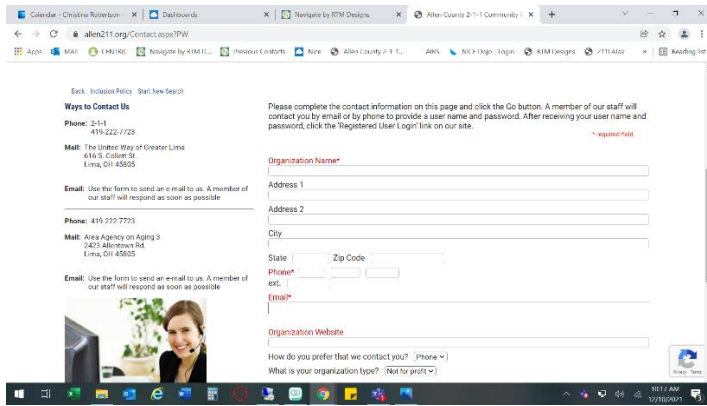 Calendar - Christina Robertson -
Dashboards
Navigate by RTM Designs
Allen County 2-1-1 Community
allen211.org/Contact.aspx?PW
Apps
MAIL
CENTRIX
Navigate by RTM D...
Previous Contacts
Nice
Allen County 2-1-1...
AIRS
NICE Dojo Login
RTM Designs
Reading list
Back Inclusion Policy Start New Search
Ways to Contact Us
Phone: 2-1-1
419-222-7723
Mail: The United Way of Greater Lima
616 S. Collett St.
Lima, OH 45805
Email: Use the form to send an e-mail to us. A member of
our staff will respond as soon as possible
Phone: 419-222-7723
Mail: Area Agency on Aging 3
2423 Allentown Rd.
Lima, OH 45805
Email: Use the form to send an e-mail to us. A member of
our staff will respond as soon as possible
Please complete the contact information on this page and click the Go button. A member of our staff will
contact you by email or by phone to provide a user name and password. After receiving your user name and
password, click the 'Registered User Login' link on our site.
* required field
Organization Name*
Address 1
Address 2
City
State Zip Code
Phone*
ext.
Email*
Organization Website
How do you prefer that we contact you? Phone
What is your organization type? Not for profit
Privacy - Terms
10:17 AM
12/10/2021